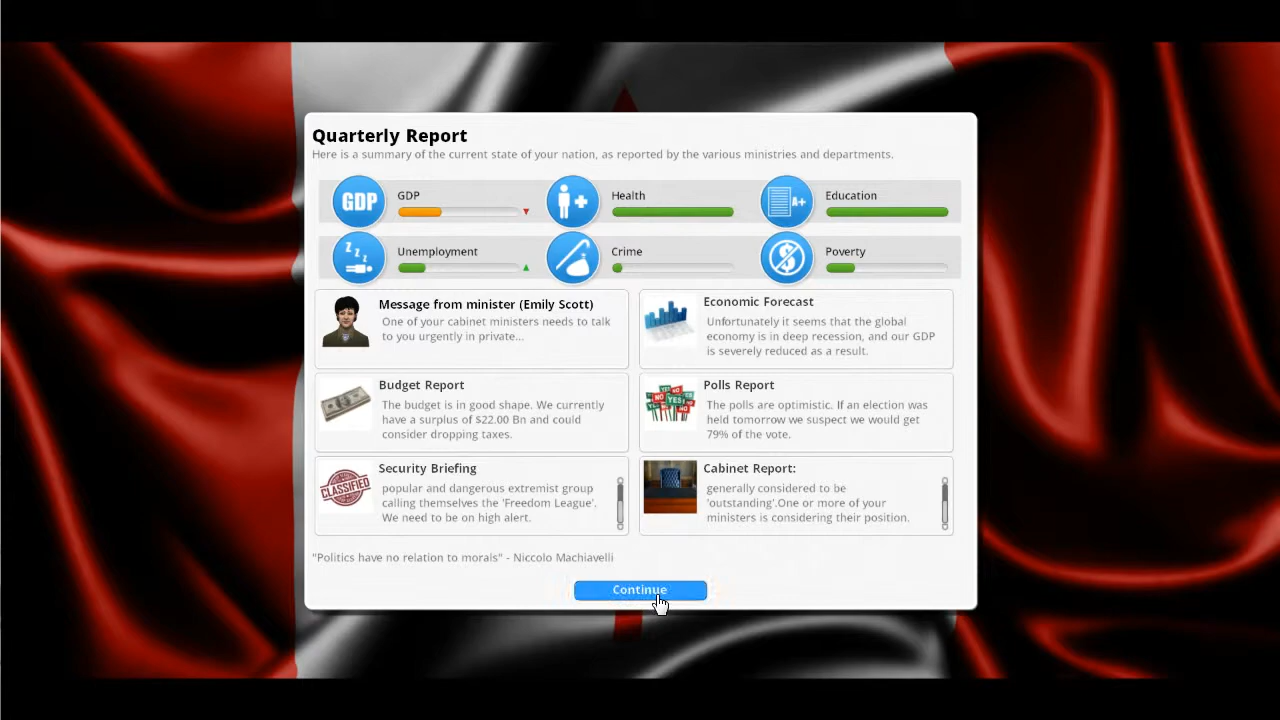 Quarterly Report
Here is a summary of the current state of your nation, as reported by the various ministries and departments.
GDP
GDP
Health
A+
Education
Z Z Z
Unemployment
Crime
$
Poverty
Message from minister (Emily Scott)
One of your cabinet ministers needs to talk
to you urgently in private...
Economic Forecast
Unfortunately it seems that the global
economy is in deep recession, and our GDP
is severely reduced as a result.
Budget Report
The budget is in good shape. We currently
have a surplus of $22.00 Bn and could
consider dropping taxes.
YES
NO
YES
NO
NO
Polls Report
The polls are optimistic. If an election was
held tomorrow we suspect we would get
79% of the vote.
CLASSIFIED
Security Briefing
popular and dangerous extremist group
calling themselves the 'Freedom League'.
We need to be on high alert.
Cabinet Report:
generally considered to be
'outstanding'.One or more of your
ministers is considering their position.
"Politics have no relation to morals" - Niccolo Machiavelli
Continue